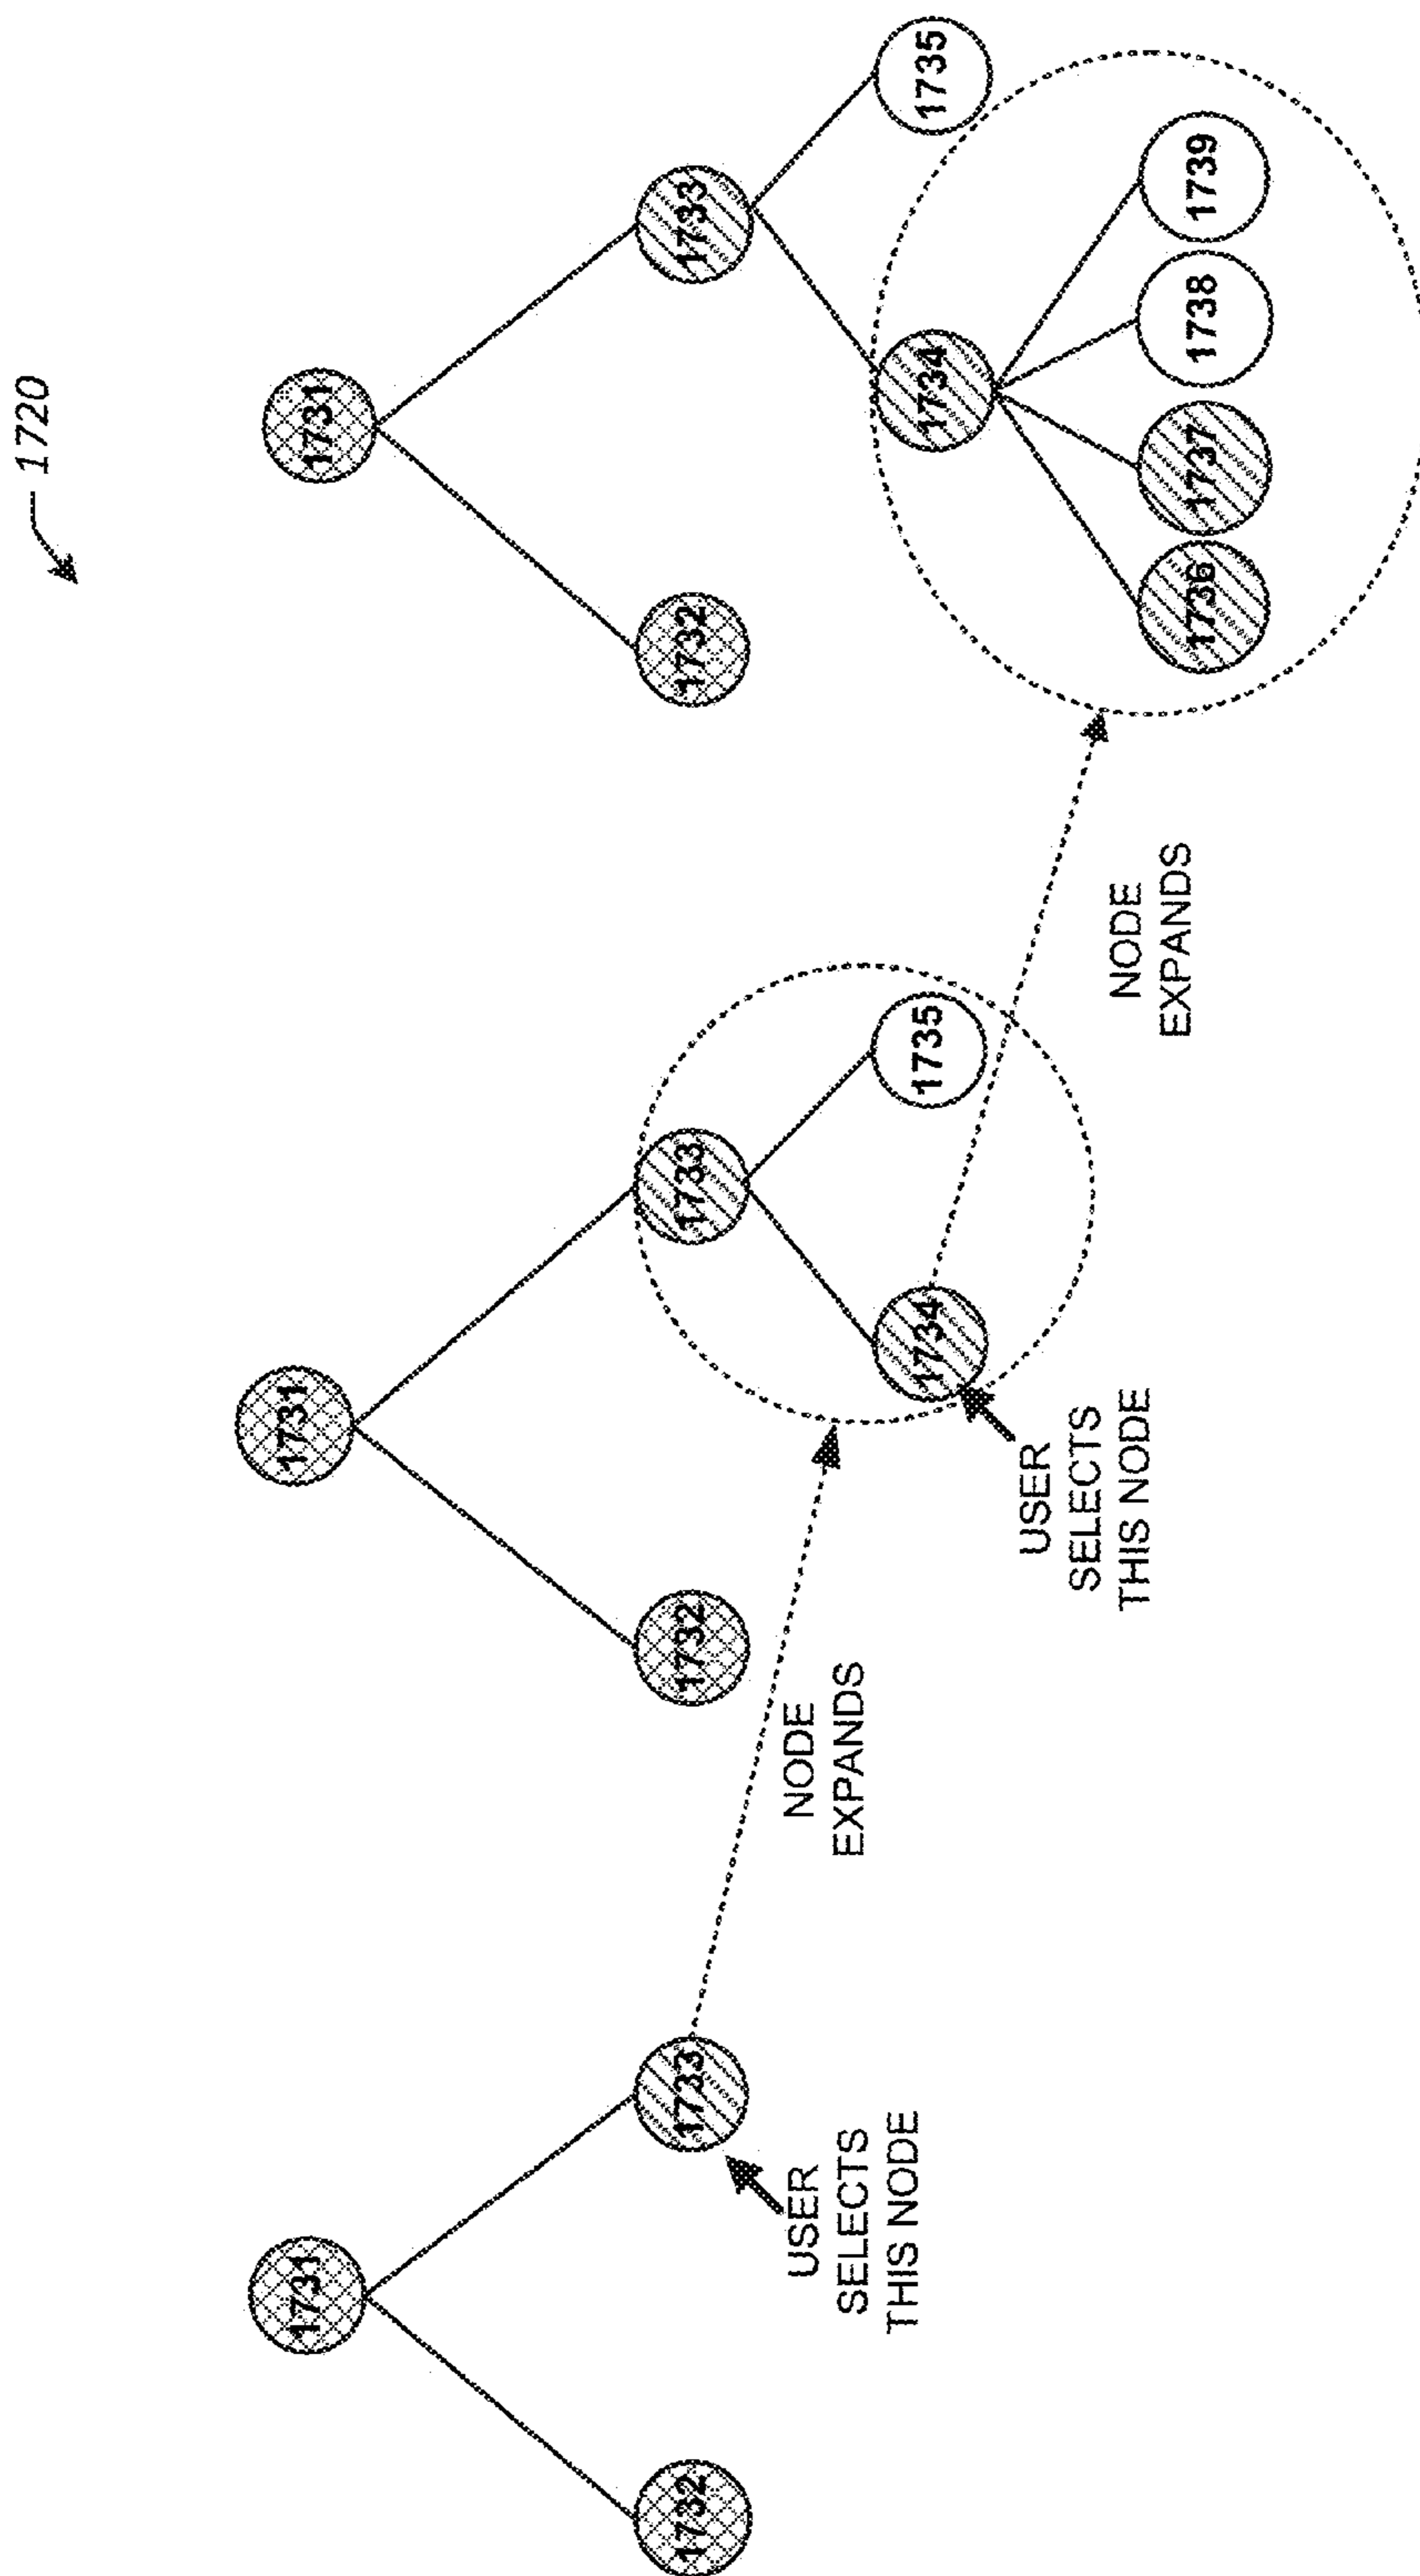 1720
1731
1732
1733
USER
SELECTS
THIS NODE
NODE
EXPANDS
1731
1732
1733
1734
1735
USER
SELECTS
THIS NODE
NODE
EXPANDS
1731
1732
1733
1734
1735
1736
1737
1738
1739